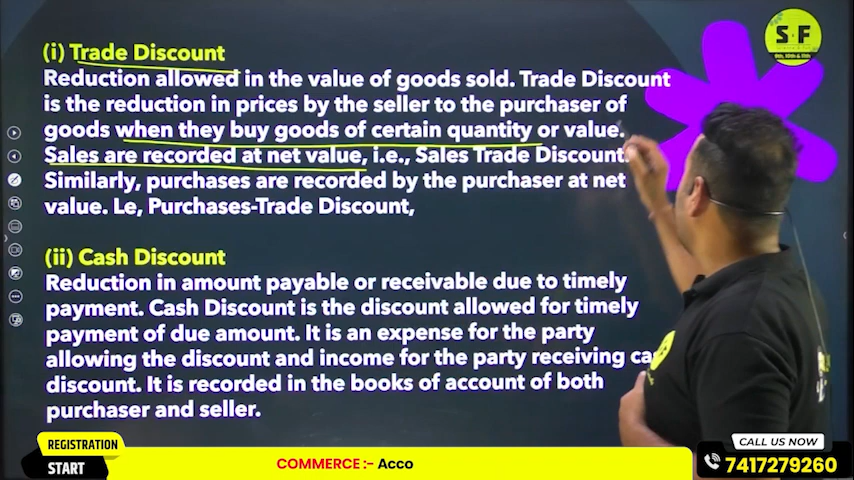 (i) Trade Discount
Reduction allowed in the value of goods sold. Trade Discount
is the reduction in prices by the seller to the purchaser of
goods when they buy goods of certain quantity or value.
Sales are recorded at net value, i.e., Sales Trade Discount.
Similarly, purchases are recorded by the purchaser at net
value. Le, Purchases-Trade Discount,
(ii) Cash Discount
Reduction in amount payable or receivable due to timely
payment. Cash Discount is the discount allowed for timely
payment of due amount. It is an expense for the party
allowing the discount and income for the party receiving
discount. It is recorded in the books of account of both
purchaser and seller.
S F
9th, 10th & 11th
REGISTRATION
START
COMMERCE :- Acco
CALL US NOW
7417279260